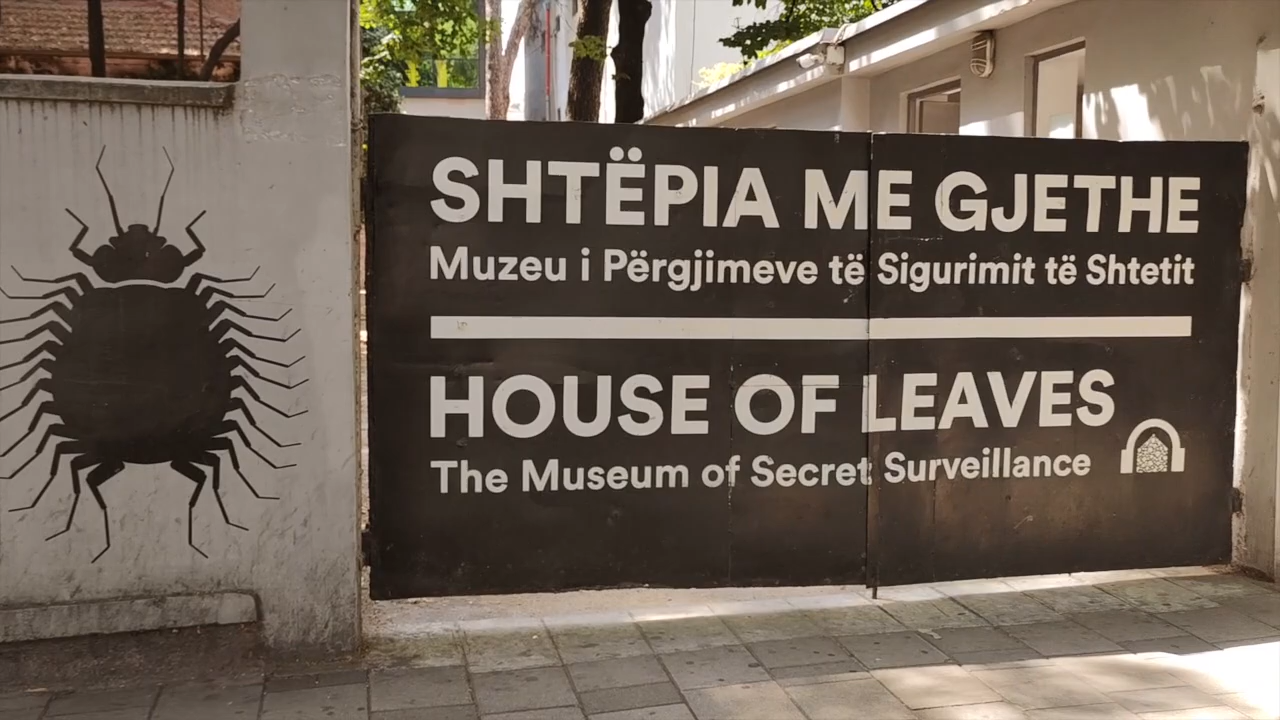 SHTËPIA ME GJETHE
Muzeu i Përgjimeve të Sigurimit të Shtetit
HOUSE OF LEAVES
The Museum of Secret Surveillance